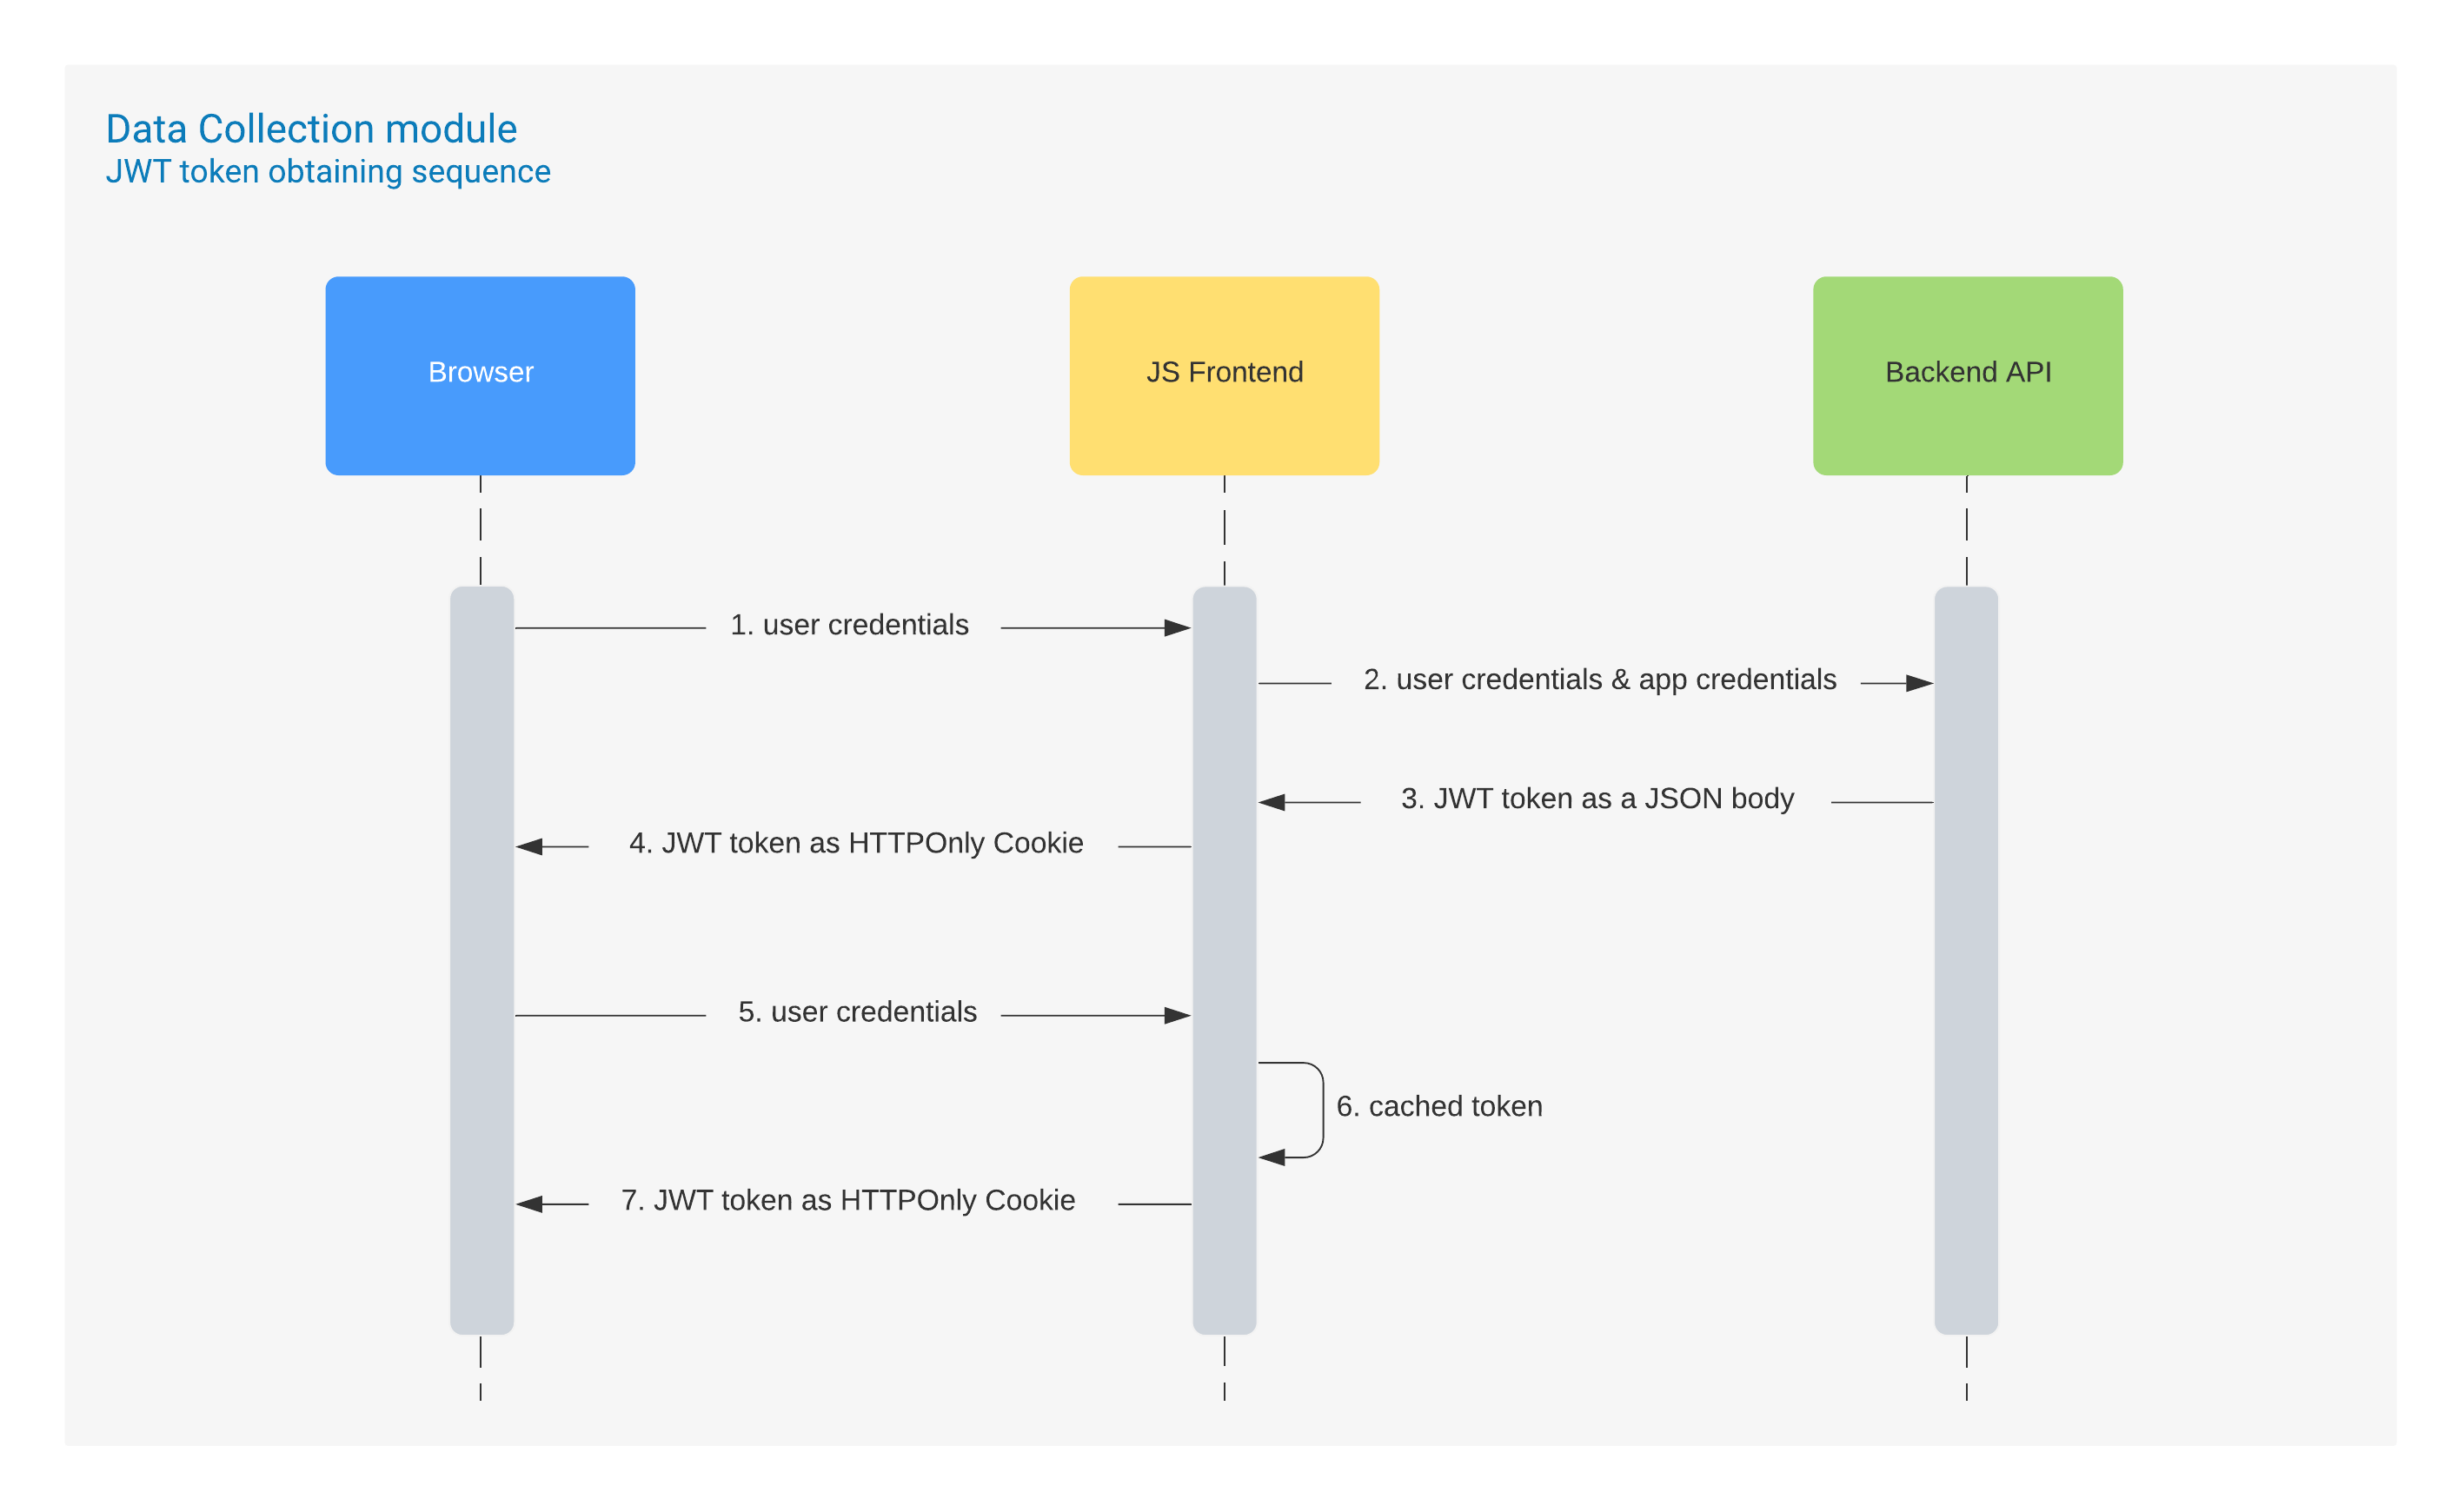 Data Collection module
JWT token obtaining sequence
Browser
JS Frontend
Backend API
1. user credentials
2. user credentials & app credentials
3. JWT token as a JSON body
4. JWT token as HTTPOnly Cookie
5. user credentials
6. cached token
7. JWT token as HTTPOnly Cookie